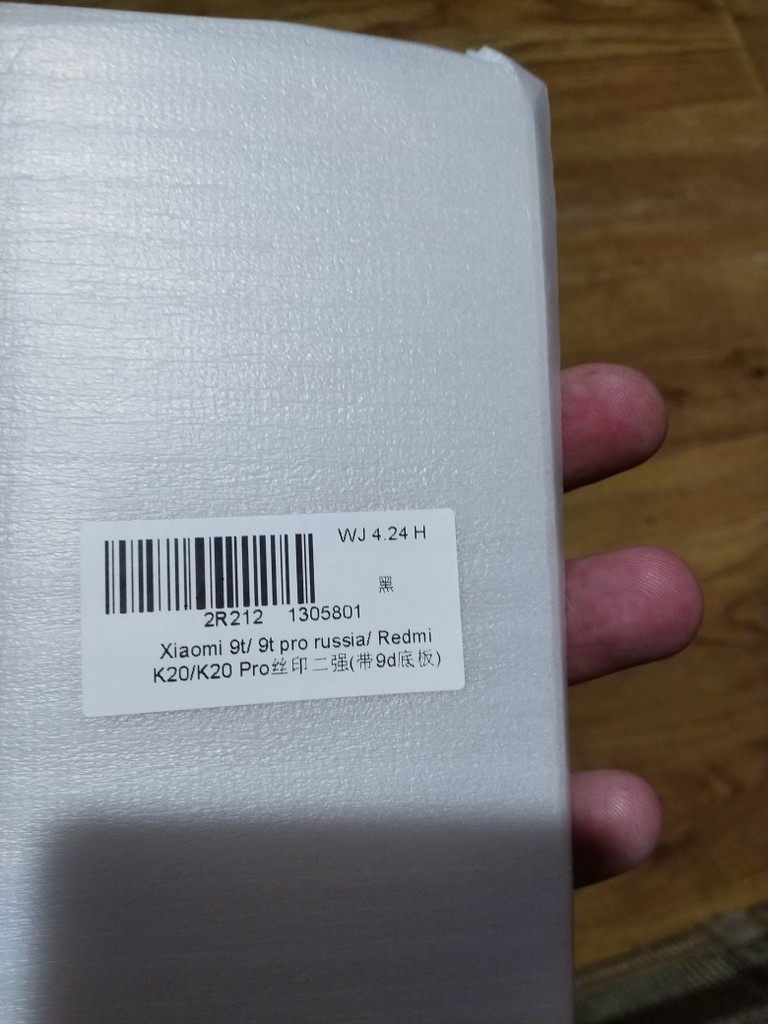 WJ 4.24 H
黑
2R212 1305801
Xiaomi 9t/ 9t pro russia/ Redmi
K20/K20 Pro丝印二强(带9d底板)